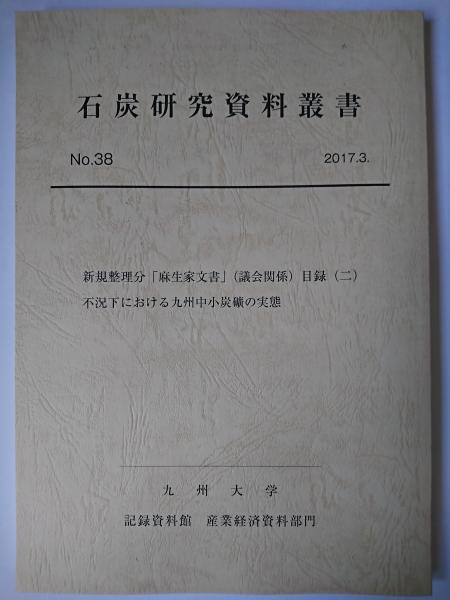 石炭研究資料叢書
No.38 2017.3.
新規整理分「麻生家文書」（議会関係）目録（二）
不況下における九州中小炭礦の実態
九州大学
記録資料館 産業経済資料部門